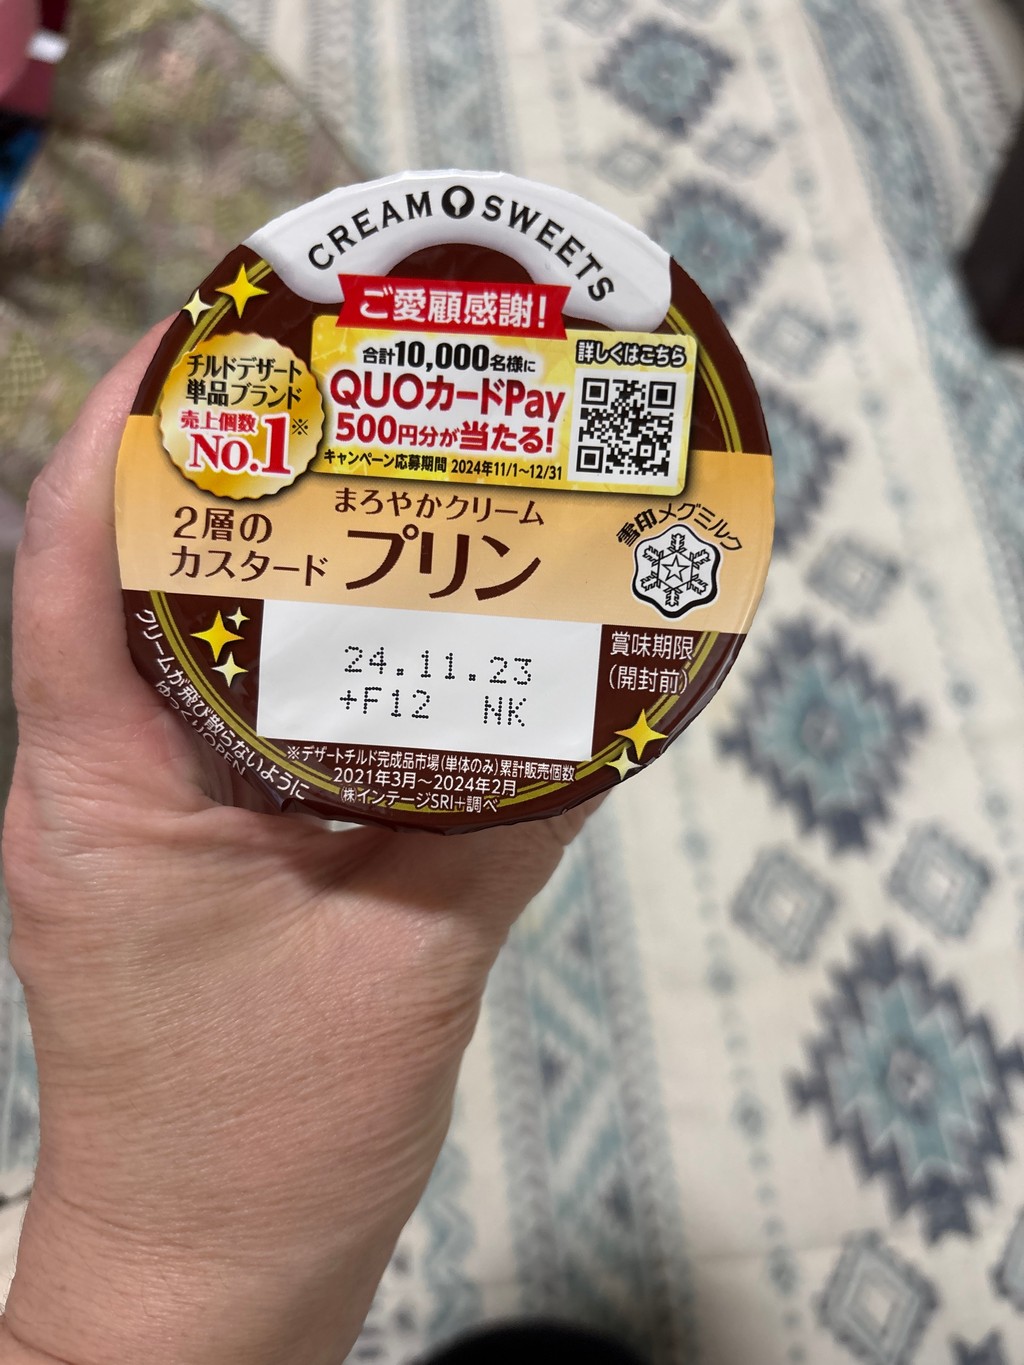 CREAM SWEETS
ご愛顧感謝!
チルドデザート
単品ブランド
売上個数
No.1※
合計10,000名様に
QUOカードPay
500円分が当たる!
キャンペーン応募期間 2024年11/1~12/31
詳しくはこちら
2層の
カスタード
まろやかクリーム
プリン
雪印メグミルク
24.11.23
+F12 NK
賞味期限
(開封前)
クリームが飛び散らないように
ゆっくりOPEN
※デザートチルド完成品市場(単体のみ)累計販売個数
2021年3月~2024年2月
(株)インテージSRI+調べ